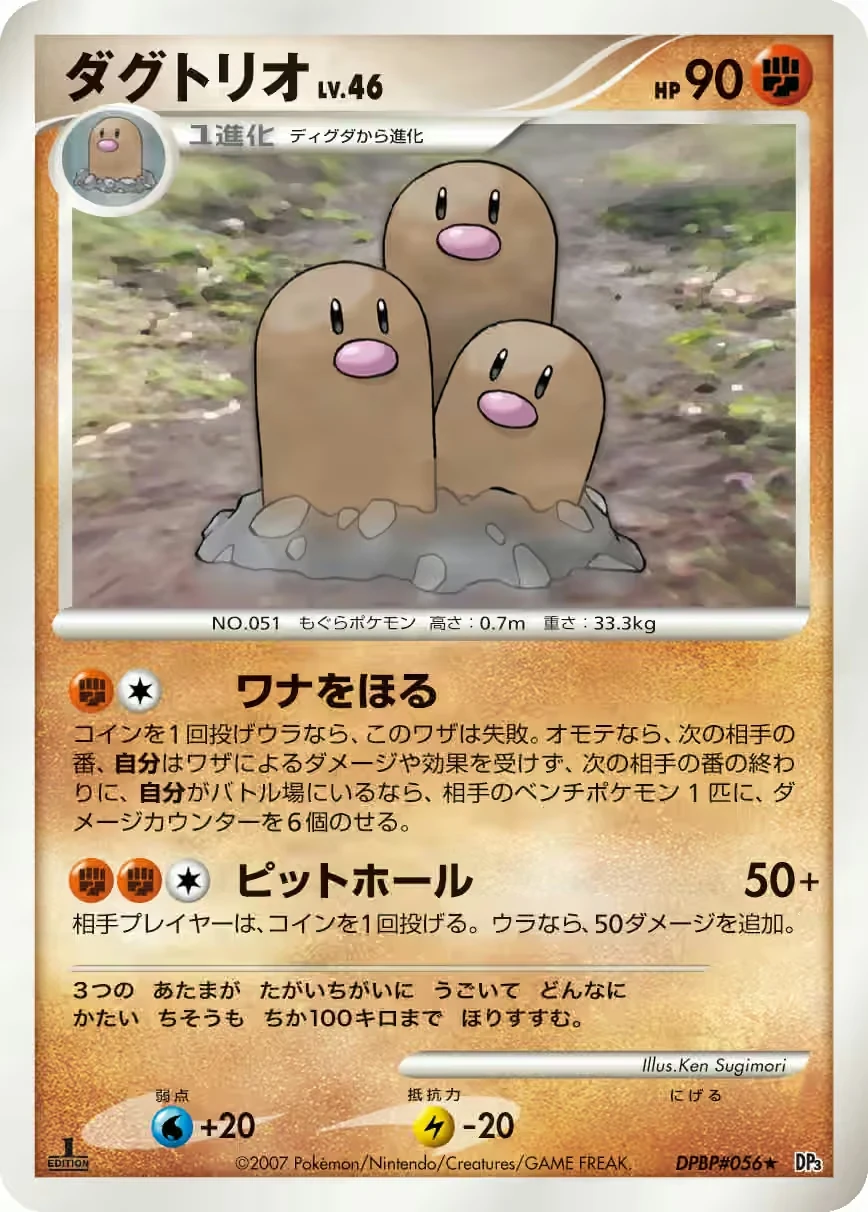 ダグトリオ LV.46 HP 90
1進化 ディグダから進化
NO.051 もぐらポケモン 高さ:0.7m 重さ:33.3kg
ワナをほる
コインを1回投げウラなら、このワザは失敗。オモテなら、次の相手の
番、自分はワザによるダメージや効果を受けず、次の相手の番の終わ
りに、自分がバトル場にいるなら、相手のベンチポケモン1匹に、ダ
メージカウンターを6個のせる。
ピットホール 50+
相手プレイヤーは、コインを1回投げる。ウラなら、50ダメージを追加。
3つの あたまが たがいちがいに うごいて どんなに
かたい ちそうも ちか100キロまで ほりすすむ。
Illus.Ken Sugimori
弱点 抵抗力 にげる
+20 -20
1 EDITION ©2007 Pokémon/Nintendo/Creatures/GAME FREAK. DPBP#056★ DP3